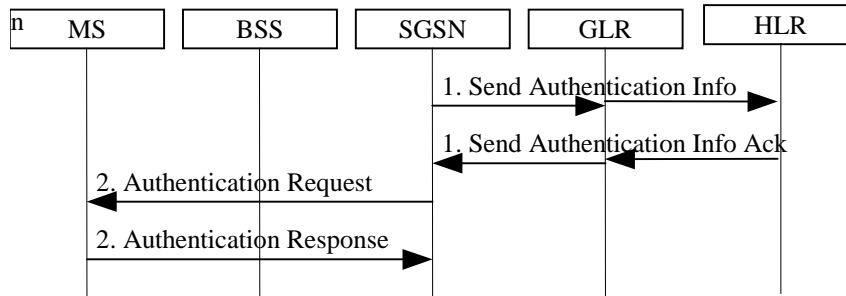 n
MS BSS SGSN GLR HLR
1. Send Authentication Info
1. Send Authentication Info Ack
2. Authentication Request
2. Authentication Response